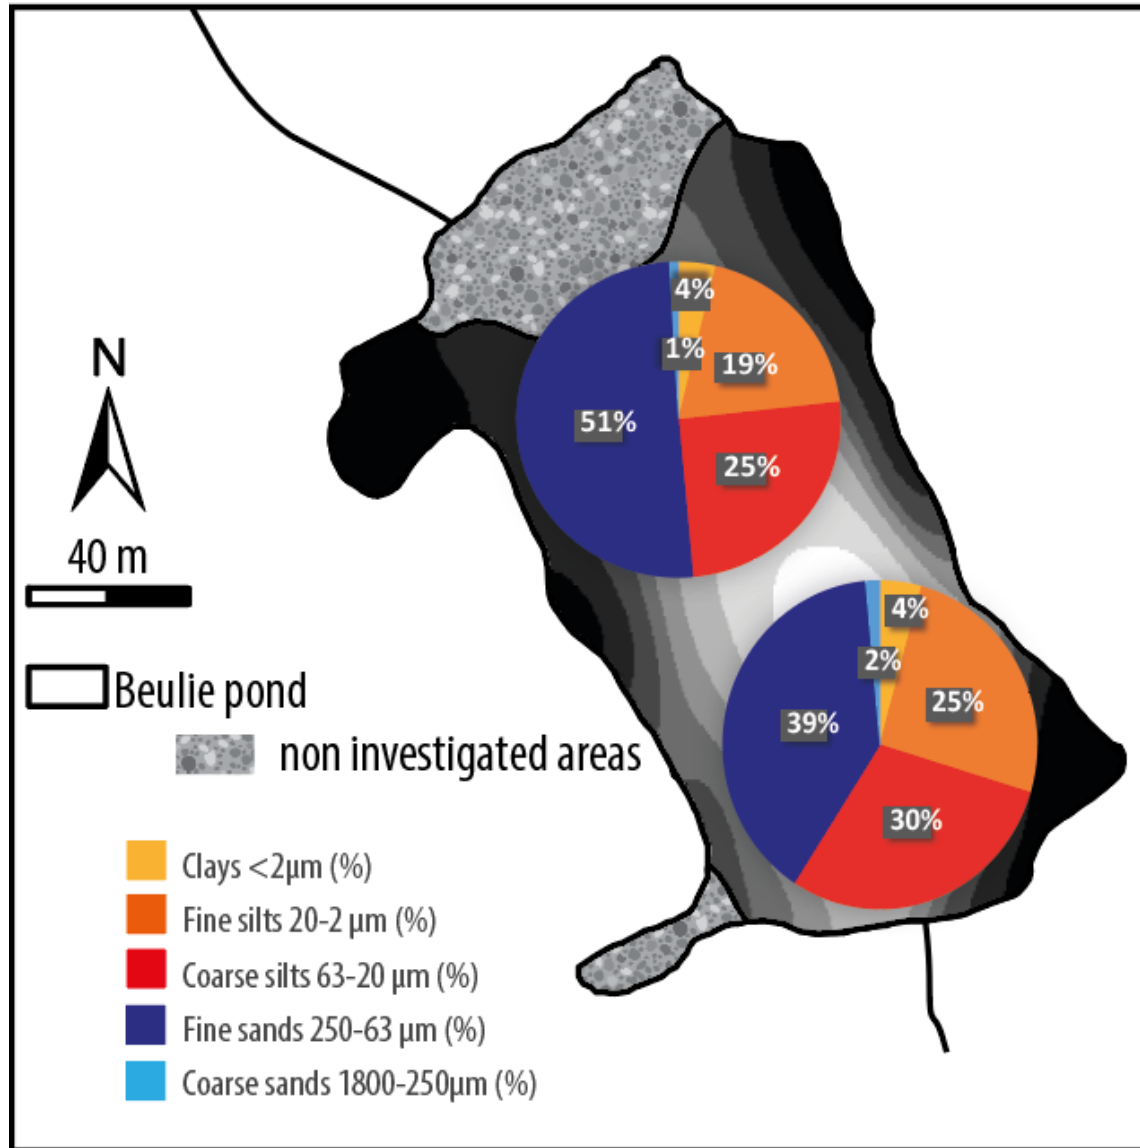 4%
1%
19%
51%
25%
N
40 m
4%
2%
25%
39%
30%
Beulie pond
non investigated areas
Clays <2µm (%)
Fine silts 20-2 µm (%)
Coarse silts 63-20 µm (%)
Fine sands 250-63 µm (%)
Coarse sands 1800-250µm (%)